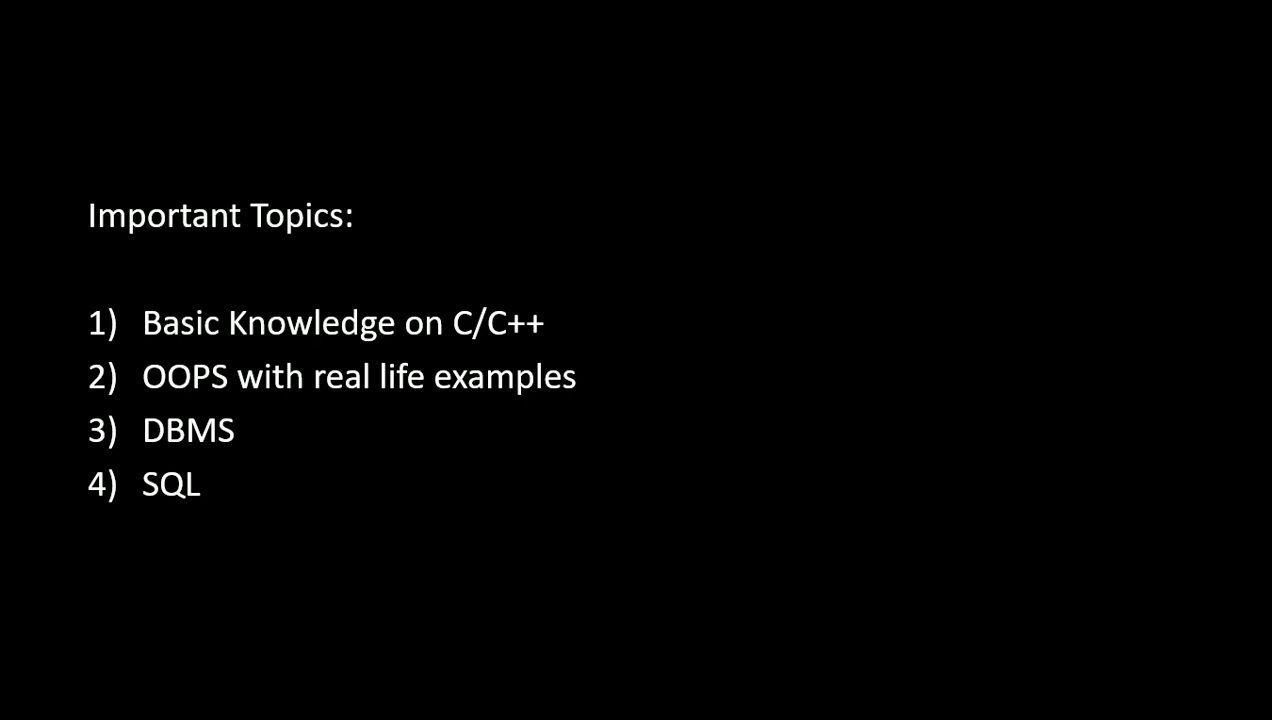 Important Topics:
1) Basic Knowledge on C/C++
2) OOPS with real life examples
3) DBMS
4) SQL